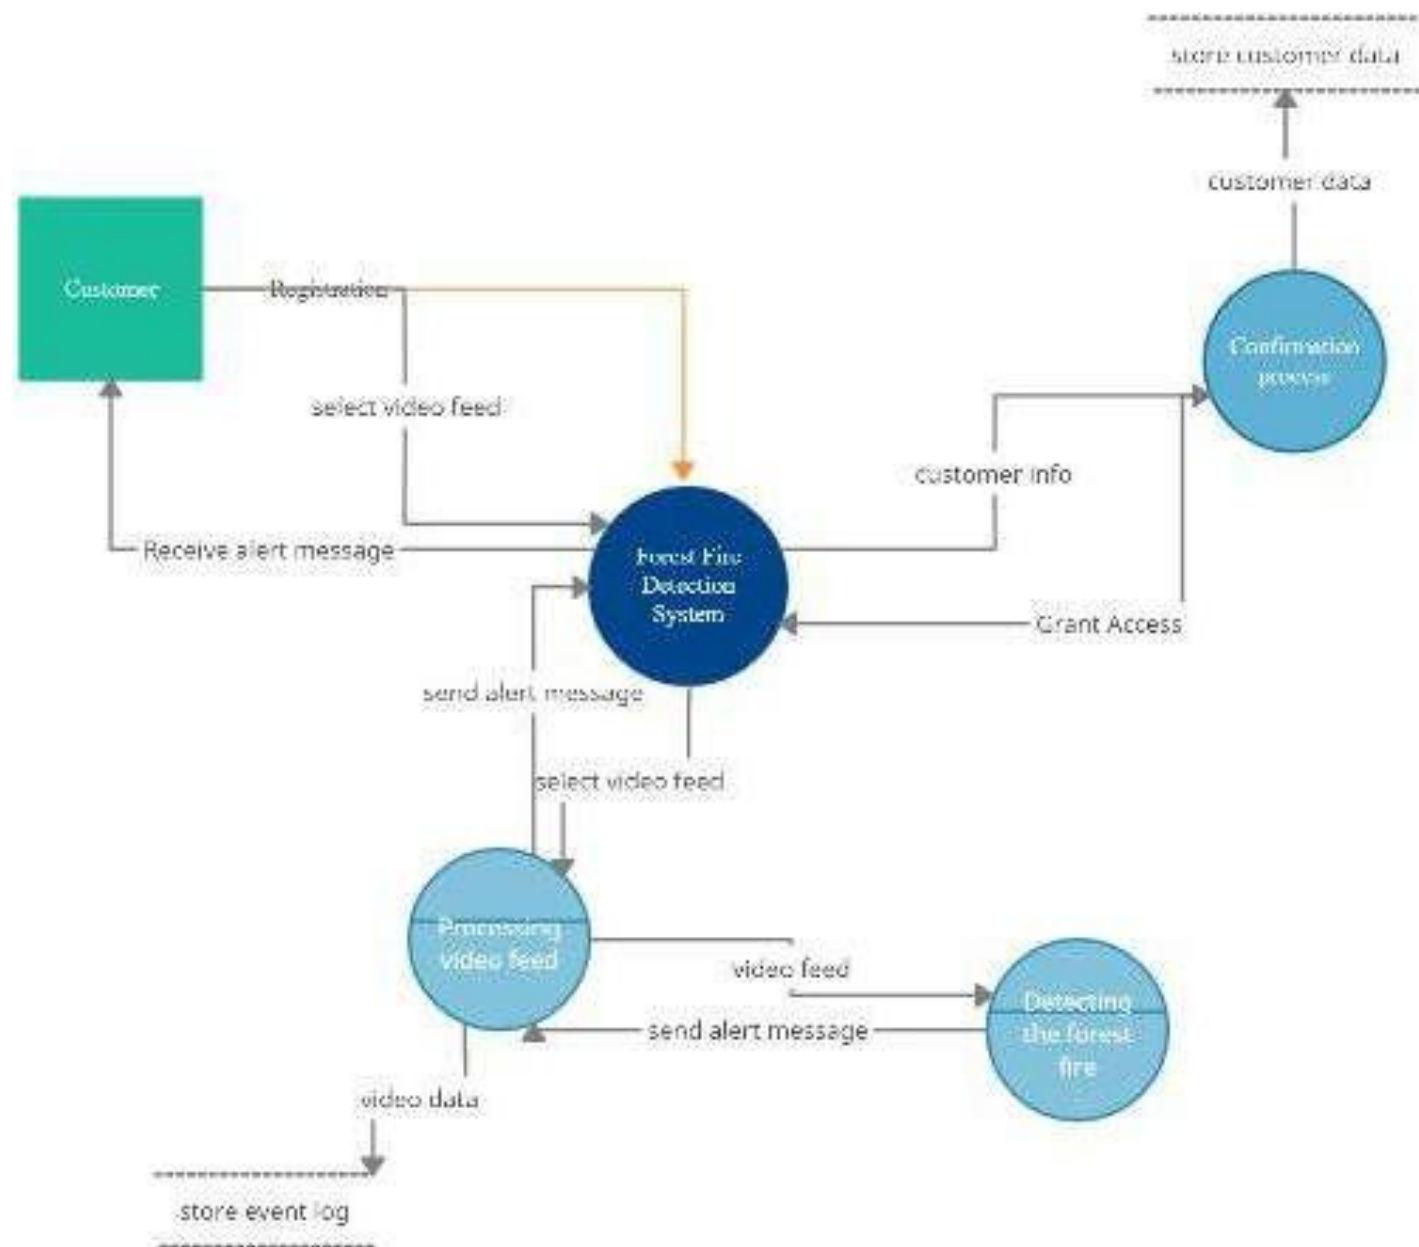 store customer data
customer data
Customer
Registration
Confirmation
process
select video feed
customer info
Receive alert message
Forest Fire
Detection
System
Grant Access
send alert message
select video feed
Processing
video feed
video feed
Detecting
the forest
fire
send alert message
video data
store event log